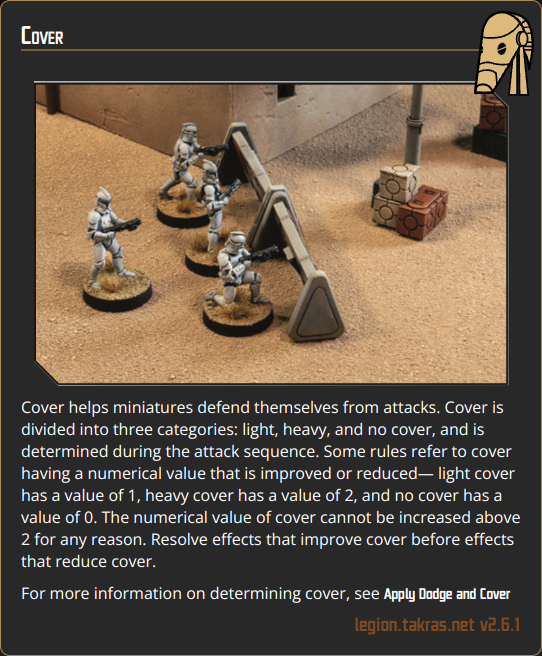 Cover
Cover helps miniatures defend themselves from attacks. Cover is
divided into three categories: light, heavy, and no cover, and is
determined during the attack sequence. Some rules refer to cover
having a numerical value that is improved or reduced— light cover
has a value of 1, heavy cover has a value of 2, and no cover has a
value of 0. The numerical value of cover cannot be increased above
2 for any reason. Resolve effects that improve cover before effects
that reduce cover.
For more information on determining cover, see Apply Dodge and Cover
legion.takras.net v2.6.1